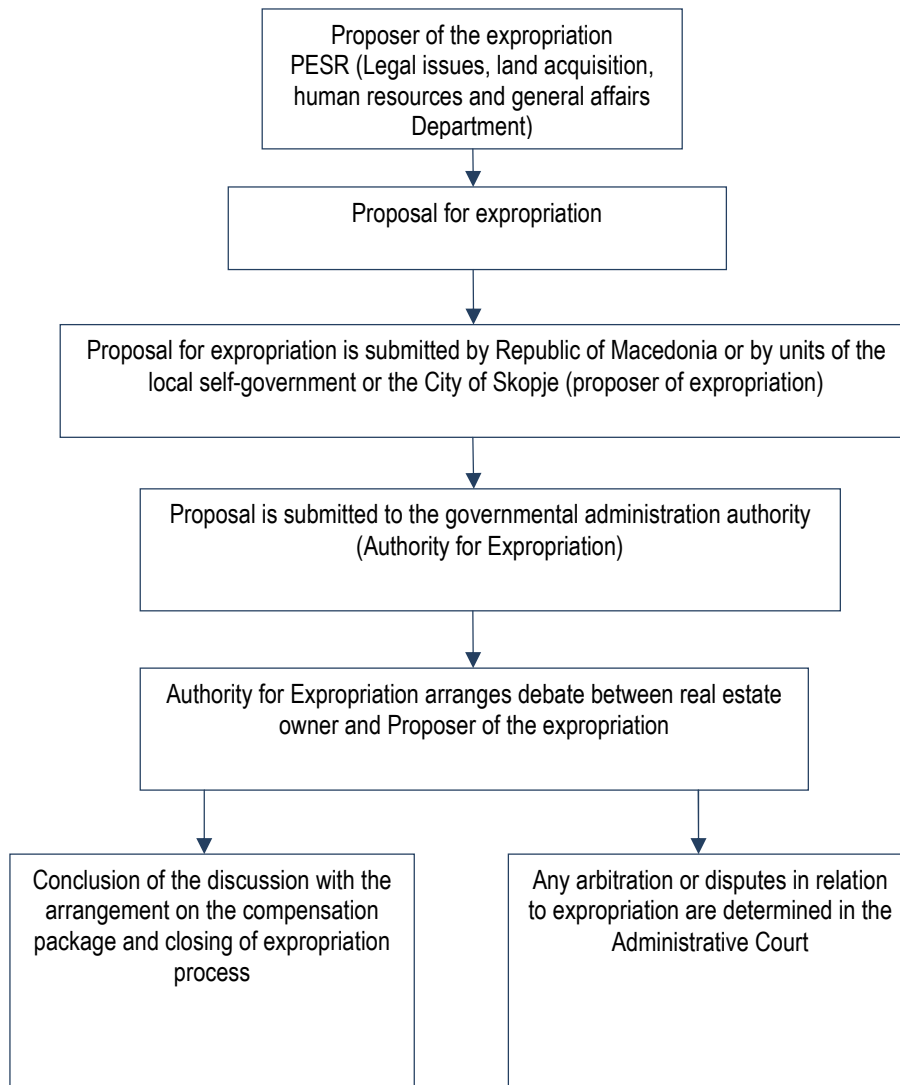 Proposer of the expropriation
PESR (Legal issues, land acquisition,
human resources and general affairs
Department)
Proposal for expropriation
Proposal for expropriation is submitted by Republic of Macedonia or by units of the
local self-government or the City of Skopje (proposer of expropriation)
Proposal is submitted to the governmental administration authority
(Authority for Expropriation)
Authority for Expropriation arranges debate between real estate
owner and Proposer of the expropriation
Conclusion of the discussion with the
arrangement on the compensation
package and closing of expropriation
process
Any arbitration or disputes in relation
to expropriation are determined in the
Administrative Court